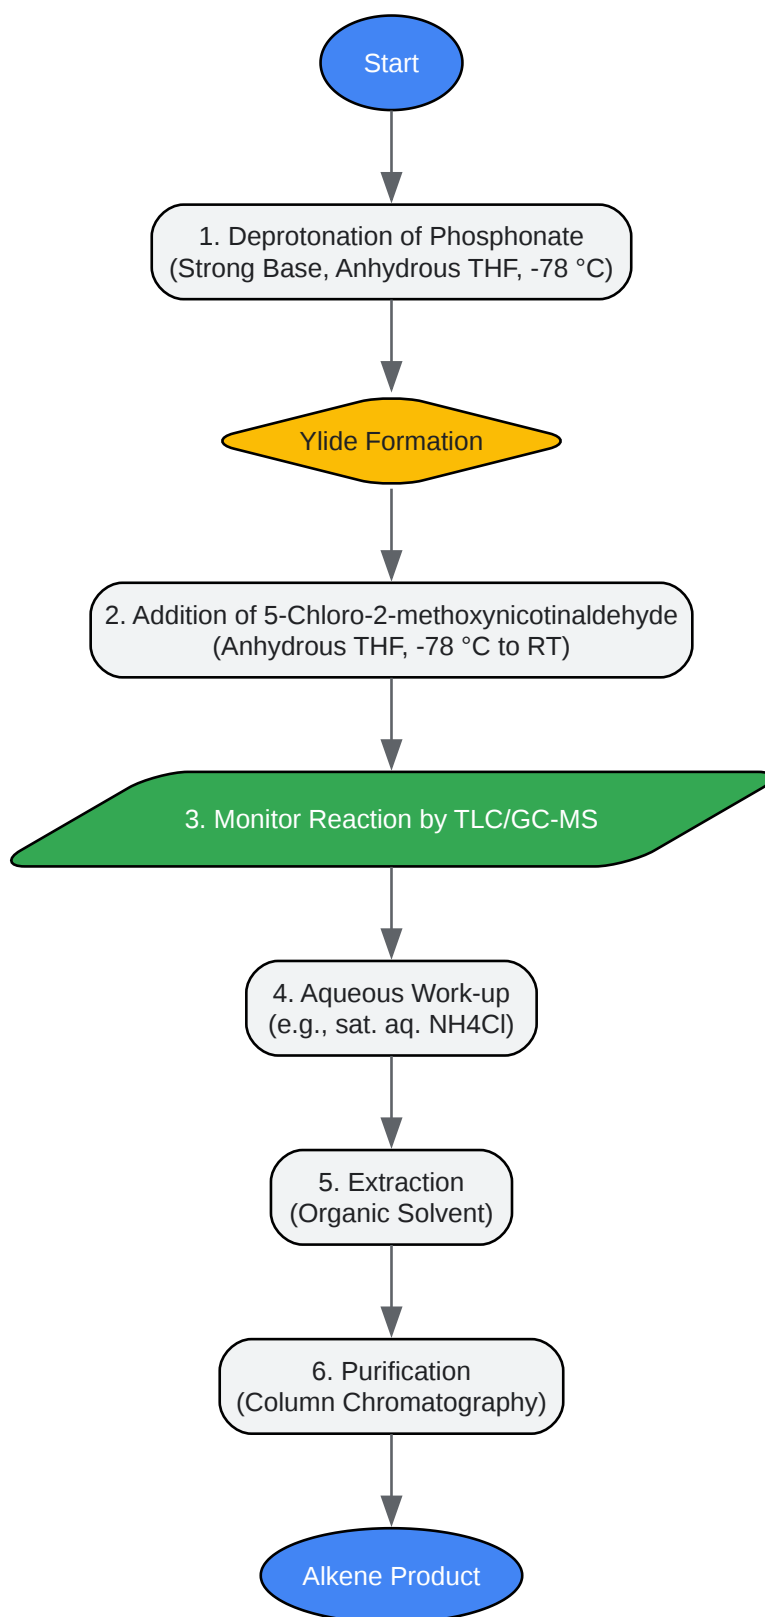 Start
1. Deprotonation of Phosphonate
(Strong Base, Anhydrous THF, -78 °C)
Ylide Formation
2. Addition of 5-Chloro-2-methoxynicotinaldehyde
(Anhydrous THF, -78 °C to RT)
3. Monitor Reaction by TLC/GC-MS
4. Aqueous Work-up
(e.g., sat. aq. NH4Cl)
5. Extraction
(Organic Solvent)
6. Purification
(Column Chromatography)
Alkene Product